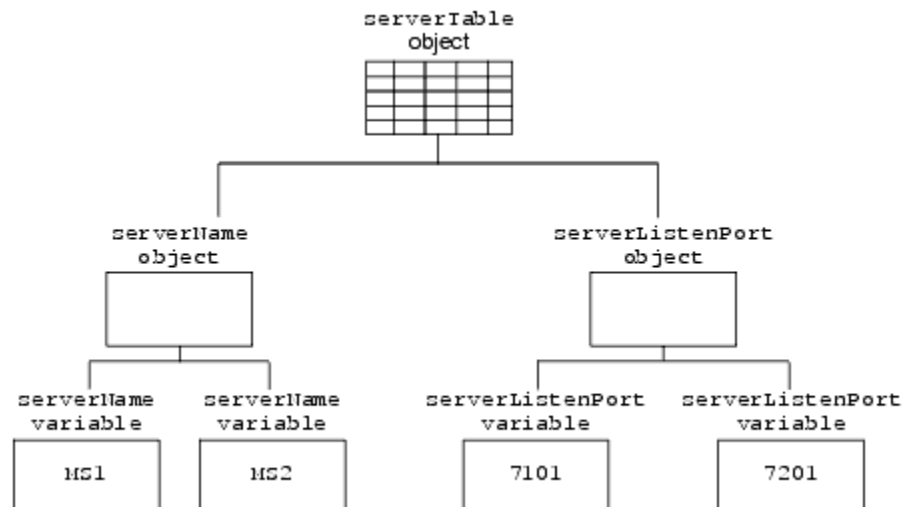 serverTable
object
serverName
object
serverListenPort
object
serverName
variable
serverName
variable
serverListenPort
variable
serverListenPort
variable
MS1
MS2
7101
7201